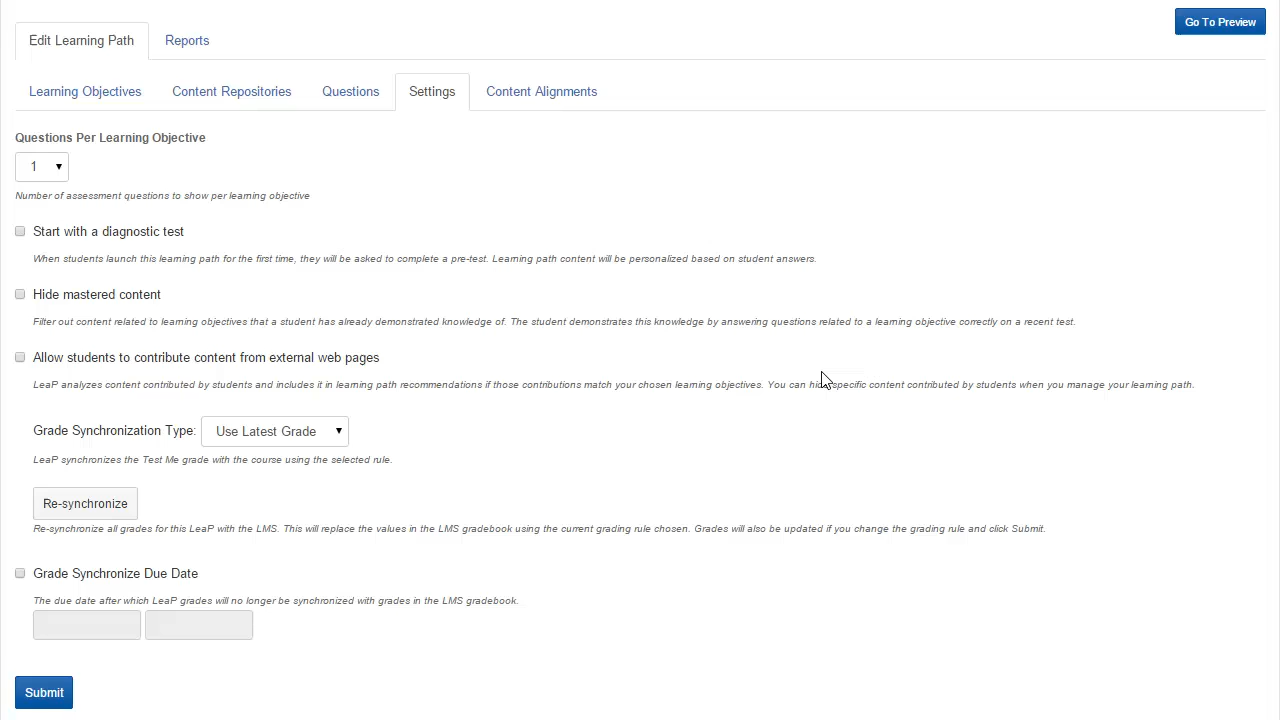 Go To Preview
Edit Learning Path Reports
Learning Objectives Content Repositories Questions Settings Content Alignments
Questions Per Learning Objective
1
Number of assessment questions to show per learning objective
Start with a diagnostic test
When students launch this learning path for the first time, they will be asked to complete a pre-test. Learning path content will be personalized based on student answers.
Hide mastered content
Filter out content related to learning objectives that a student has already demonstrated knowledge of. The student demonstrates this knowledge by answering questions related to a learning objective correctly on a recent test.
Allow students to contribute content from external web pages
LeaP analyzes content contributed by students and includes it in learning path recommendations if those contributions match your chosen learning objectives. You can hide specific content contributed by students when you manage your learning path.
Grade Synchronization Type: Use Latest Grade
LeaP synchronizes the Test Me grade with the course using the selected rule.
Re-synchronize
Re-synchronize all grades for this LeaP with the LMS. This will replace the values in the LMS gradebook using the current grading rule chosen. Grades will also be updated if you change the grading rule and click Submit.
Grade Synchronize Due Date
The due date after which LeaP grades will no longer be synchronized with grades in the LMS gradebook.
Submit